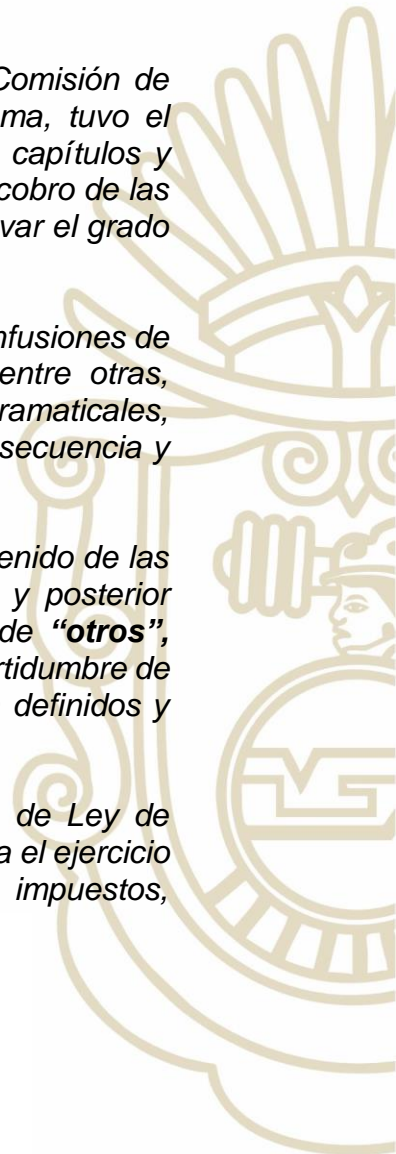 Comisión de
ma, tuvo el
capítulos y
cobro de las
var el grado
nfusiones de
entre otras,
ramaticales,
secuencia y
enido de las
y posterior
de “otros”,
rtidumbre de
definidos y
de Ley de
a el ejercicio
impuestos,